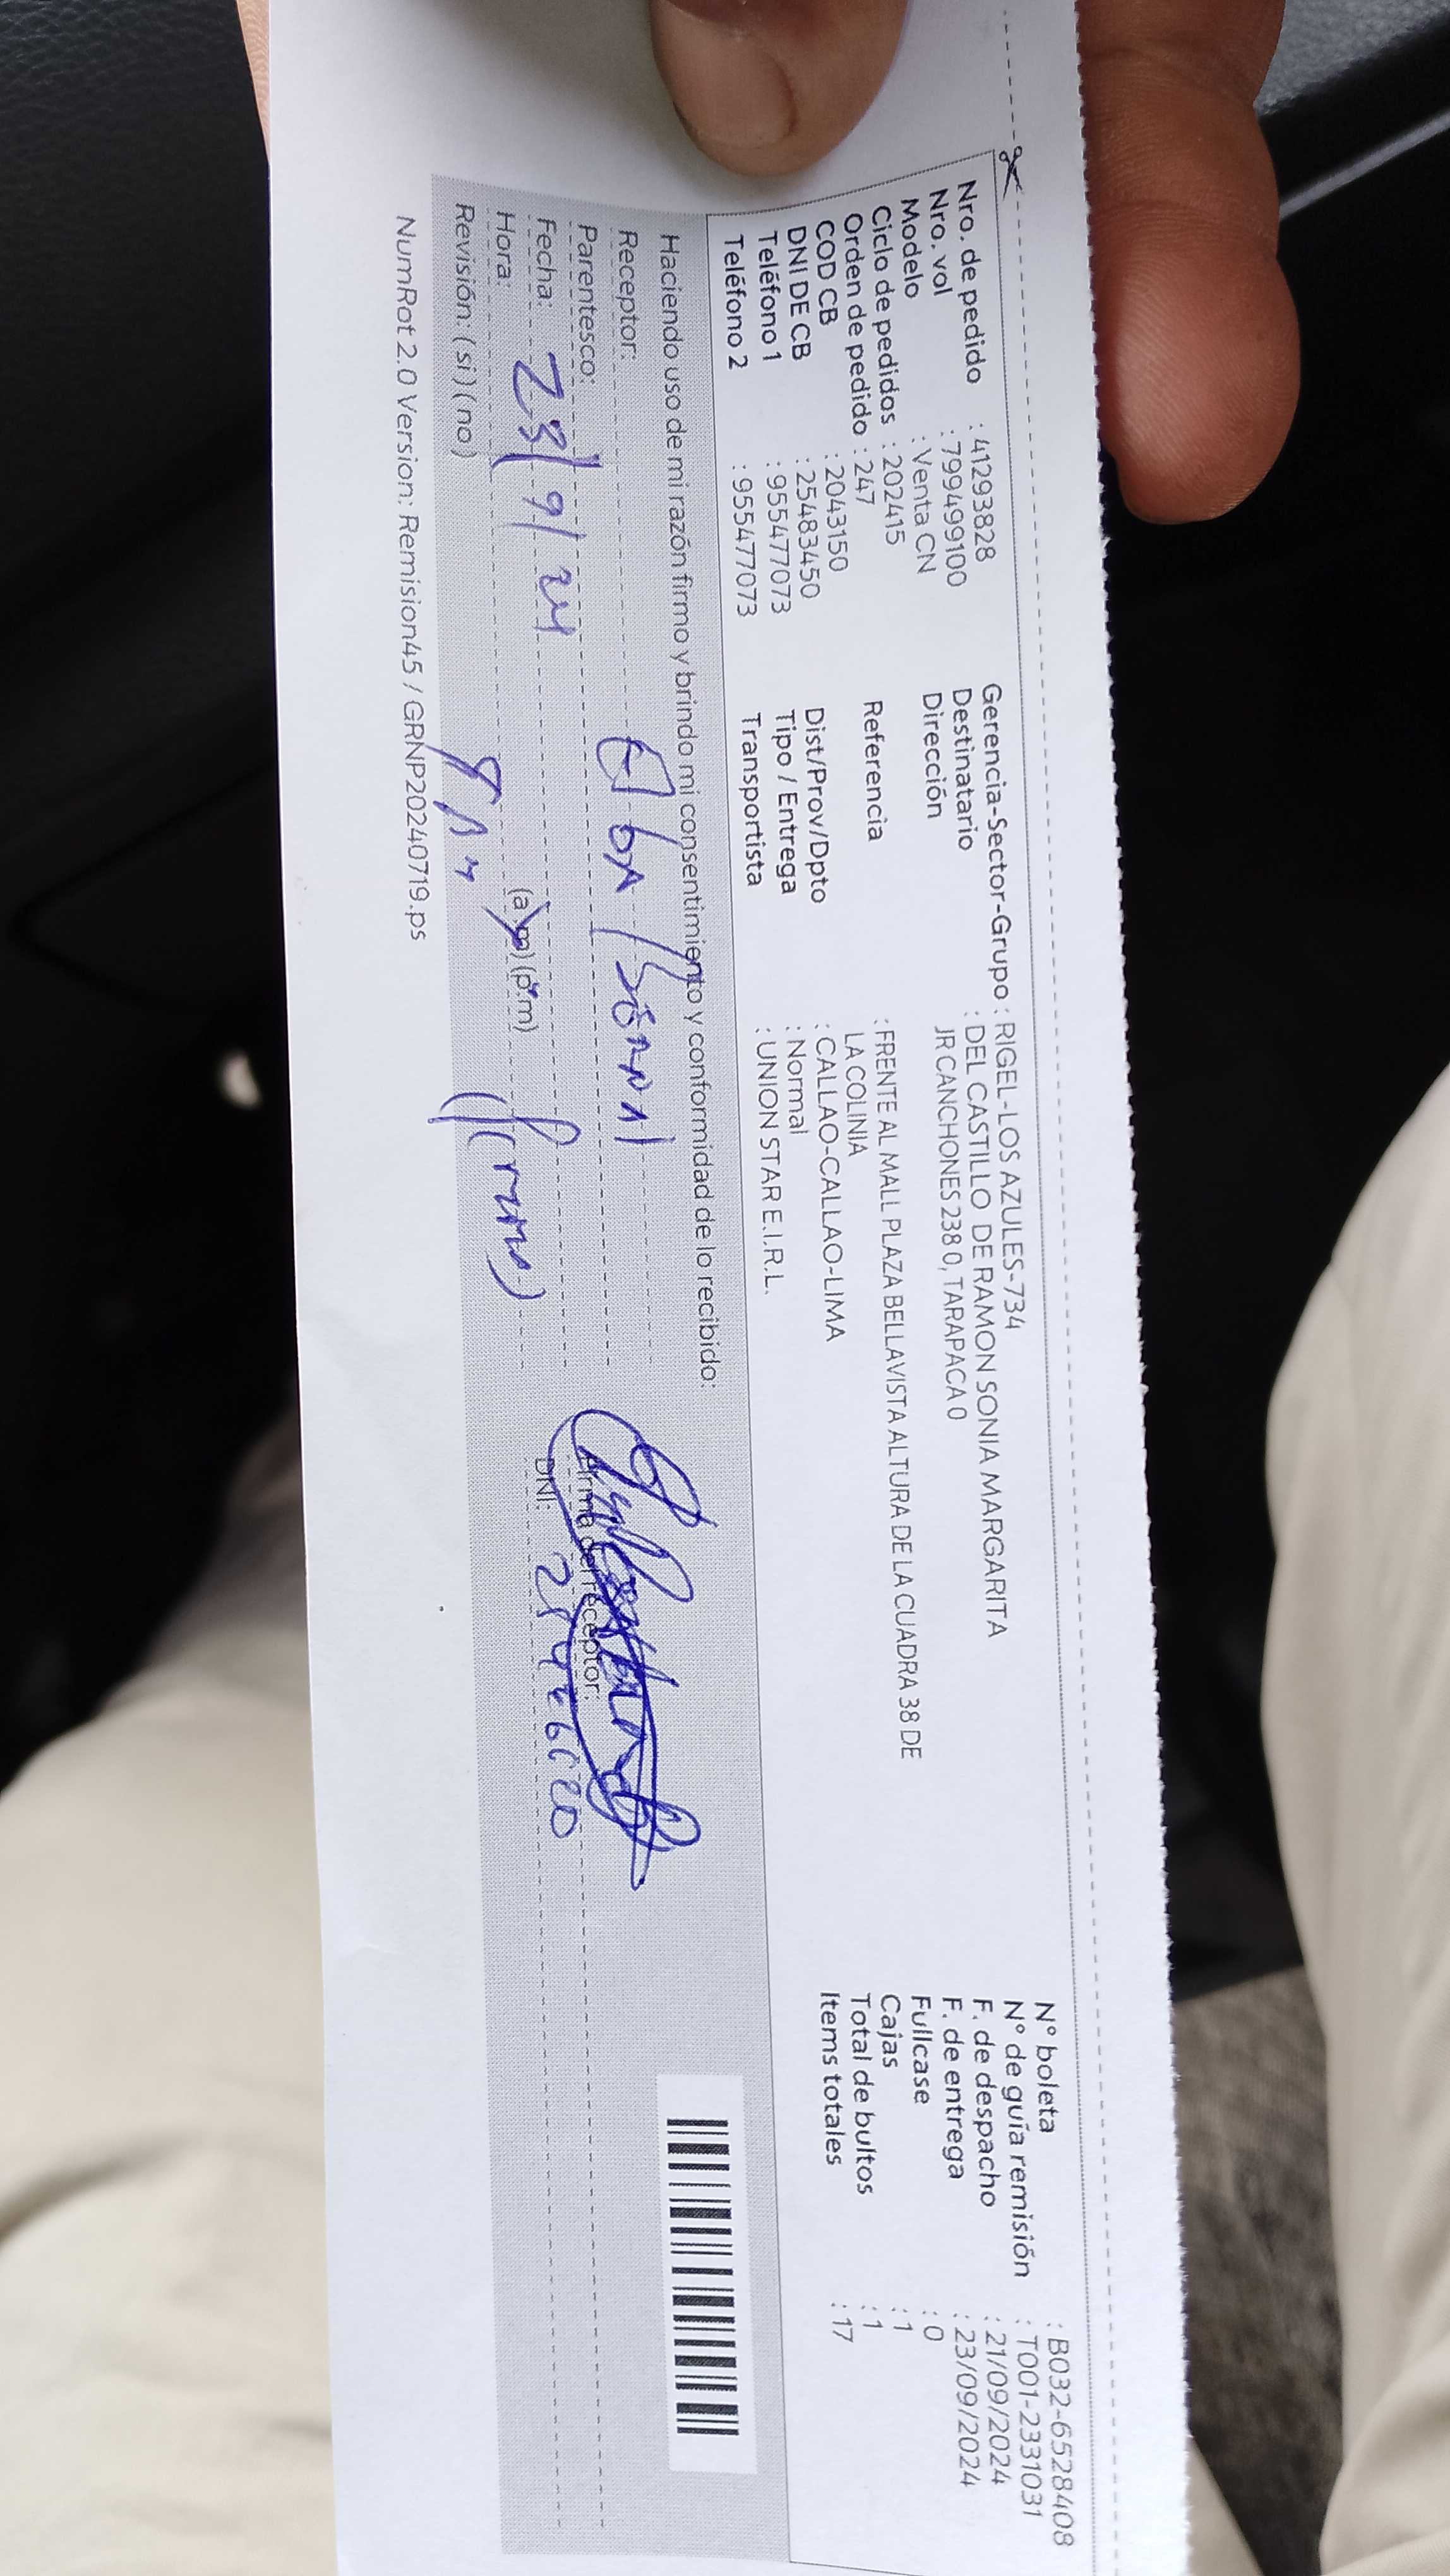 Nro. de pedido : 41293828
Nro. vol : 799499100
Modelo : Venta CN
Ciclo de pedidos : 202415
Orden de pedido : 247
COD CB : 2043150
DNI DE CB : 25483450
Teléfono 1 : 955477073
Teléfono 2 : 955477073
Gerencia-Sector-Grupo : RIGEL-LOS AZULES-734
Destinatario : DEL CASTILLO DE RAMON SONIA MARGARITA
Dirección JR CANCHONES 238 0, TARAPACA 0
Referencia : FRENTE AL MALL PLAZA BELLAVISTA ALTURA DE LA CUADRA 38 DE
LA COLINIA
Dist/Prov/Dpto : CALLAO-CALLAO-LIMA
Tipo / Entrega : Normal
Transportista : UNION STAR E.I.R.L.
N° boleta : B032-6528408
N° de guía remisión : T001-2331031
F. de despacho : 21/09/2024
F. de entrega : 23/09/2024
Fullcase : 0
Cajas : 1
Total de bultos : 1
Items totales : 17
Haciendo uso de mi razón firmo y brindo mi consentimiento y conformidad de lo recibido:
Receptor:
Parentesco:
Fecha: 23/9/24
Hora: (a.m) (p.m)
Revisión: (si) (no)
Firma del receptor:
DNI:
NumRot 2.0 Version: Remision45 / GRNP20240719.ps